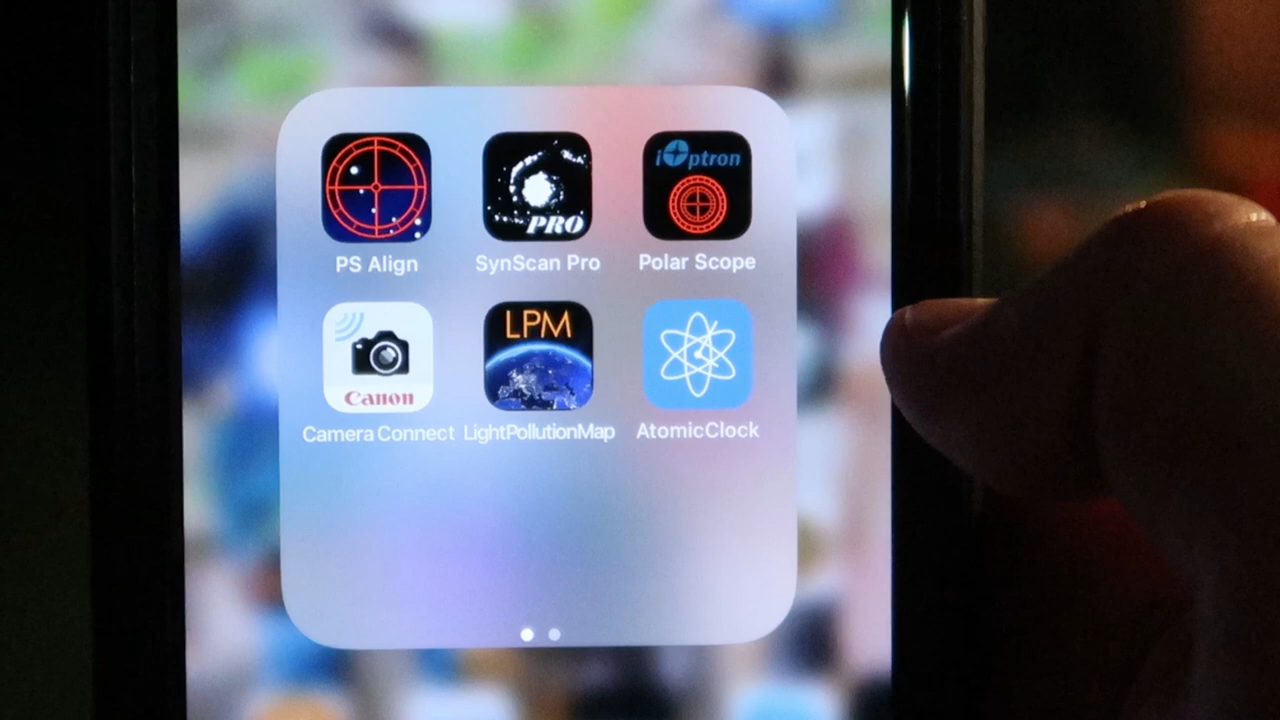 PRO
iOptron
PS Align
SynScan Pro
Polar Scope
LPM
Canon
Camera Connect
LightPollutionMap
AtomicClock